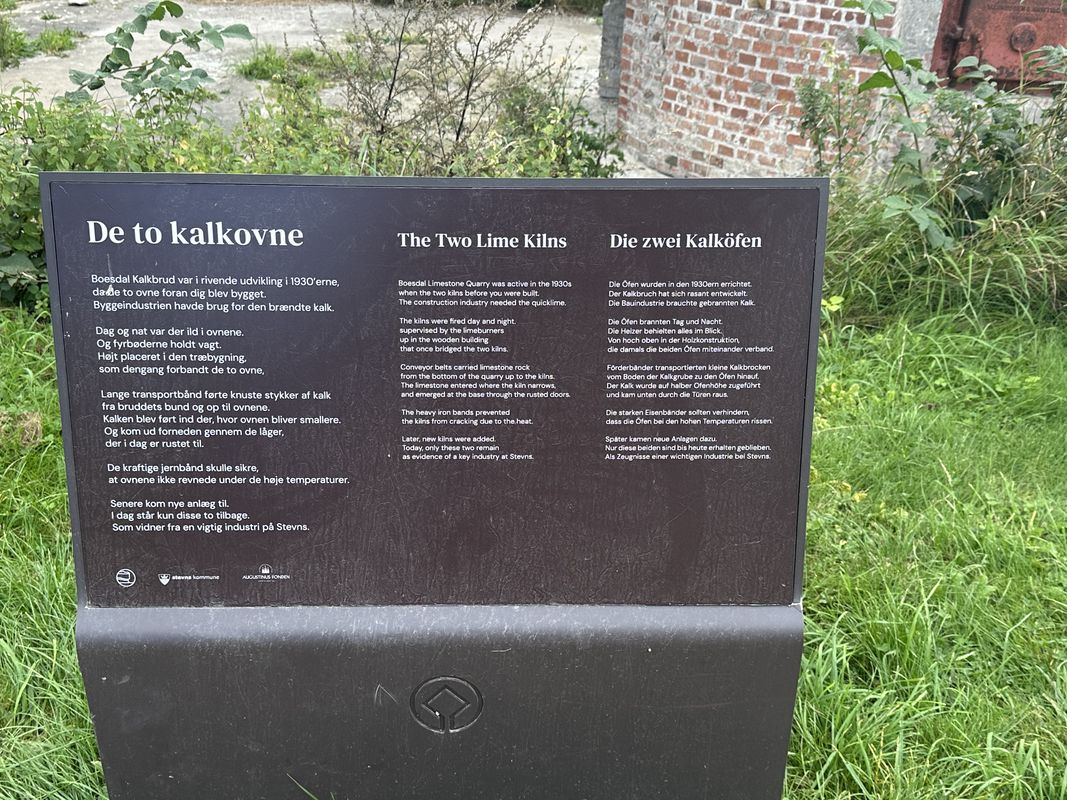 De to kalkovne
Boesdal Kalkbrud var i rivende udvikling i 1930'erne,
da de to ovne foran dig blev bygget.
Byggeindustrien havde brug for den brændte kalk.
Dag og nat var der ild i ovnene.
Og fyrbøderne holdt vagt.
Højt placeret i den træbygning,
som dengang forbandt de to ovne,
Lange transportbånd førte knuste stykker af kalk
fra bruddets bund og op til ovnene.
Kalken blev ført ind der, hvor ovnen bliver smallere.
Og kom ud forneden gennem de låger,
der i dag er rustet til.
De kraftige jernbånd skulle sikre,
at ovnene ikke revnede under de høje temperaturer.
Senere kom nye anlæg til.
I dag står kun disse to tilbage.
Som vidner fra en vigtig industri på Stevns.
stevns kommune
AUGUSTINUS FONDEN
The Two Lime Kilns
Boesdal Limestone Quarry was active in the 1930s
when the two kilns before you were built.
The construction industry needed the quicklime.
The kilns were fired day and night.
supervised by the limeburners
up in the wooden building
that once bridged the two kilns.
Conveyor belts carried limestone rock
from the bottom of the quarry up to the kilns.
The limestone entered where the kiln narrows,
and emerged at the base through the rusted doors.
The heavy iron bands prevented
the kilns from cracking due to the heat.
Later, new kilns were added.
Today, only these two remain
as evidence of a key industry at Stevns.
Die zwei Kalköfen
Die Öfen wurden in den 1930ern errichtet.
Der Kalkbruch hat sich rasant entwickelt.
Die Bauindustrie brauchte gebrannten Kalk.
Die Öfen brannten Tag und Nacht.
Die Heizer behielten alles im Blick.
Von hoch oben in der Holzkonstruktion,
die damals die beiden Öfen miteinander verband.
Förderbänder transportierten kleine Kalkbrocken
vom Boden der Kalkgrube zu den Öfen hinauf.
Der Kalk wurde auf halber Ofenhöhe zugeführt
und kam unten durch die Türen raus.
Die starken Eisenbänder sollten verhindern,
dass die Öfen bei den hohen Temperaturen rissen.
Später kamen neue Anlagen dazu.
Nur diese beiden sind bis heute erhalten geblieben.
Als Zeugnisse einer wichtigen Industrie bei Stevns.